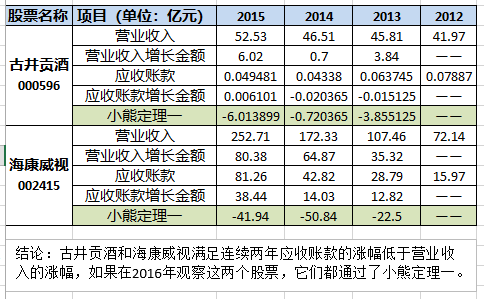 股票名称 项目（单位：亿元） 2015 2014 2013 2012
古井贡酒
000596
营业收入 52.53 46.51 45.81 41.97
营业收入增长金额 6.02 0.7 3.84 ——
应收账款 0.049481 0.04338 0.063745 0.07887
应收账款增长金额 0.006101 -0.020365 -0.015125 ——
小熊定理一 -6.013899 -0.720365 -3.855125 ——
海康威视
002415
营业收入 252.71 172.33 107.46 72.14
营业收入增长金额 80.38 64.87 35.32 ——
应收账款 81.26 42.82 28.79 15.97
应收账款增长金额 38.44 14.03 12.82 ——
小熊定理一 -41.94 -50.84 -22.5 ——
结论：古井贡酒和海康威视满足连续两年应收账款的涨幅低于营业收
入的涨幅，如果在2016年观察这两个股票，它们都通过了小熊定理一。